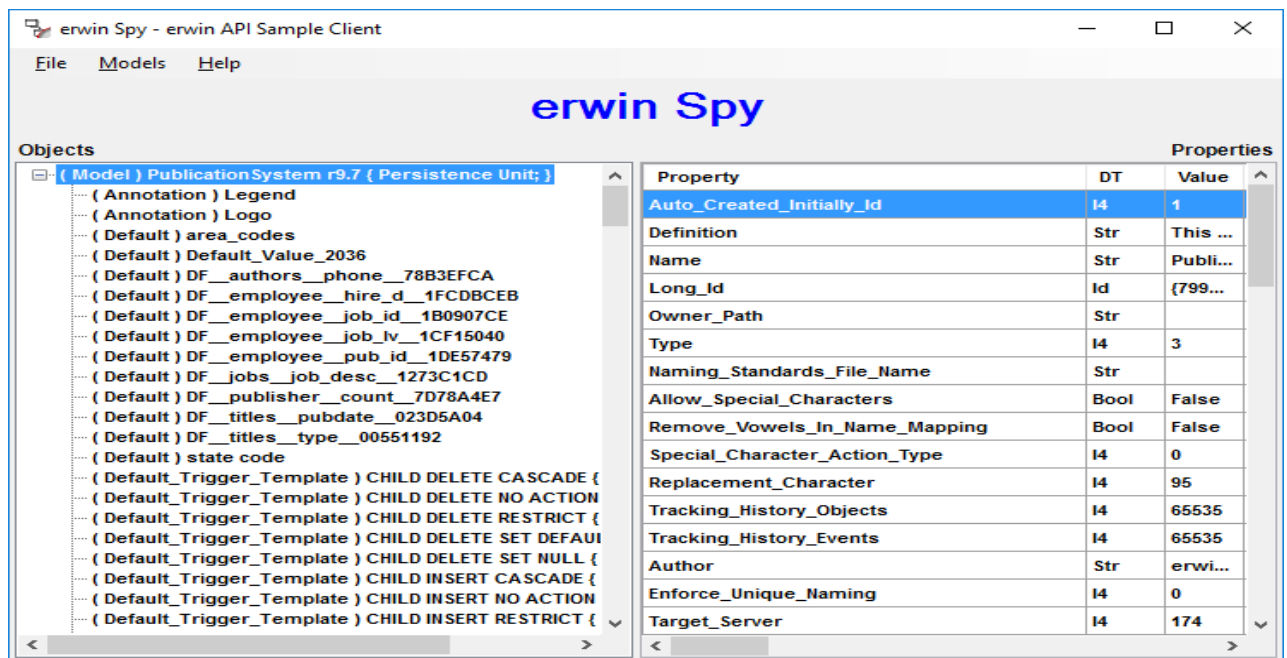 erwin Spy - erwin API Sample Client
File Models Help
erwin Spy
Objects
( Model ) PublicationSystem r9.7 { Persistence Unit; }
( Annotation ) Legend
( Annotation ) Logo
( Default ) area_codes
( Default ) Default_Value_2036
( Default ) DF__authors__phone__78B3EFCA
( Default ) DF__employee__hire_d__1FCDBCEB
( Default ) DF__employee__job_id__1B0907CE
( Default ) DF__employee__job_lv__1CF15040
( Default ) DF__employee__pub_id__1DE57479
( Default ) DF__jobs__job_desc__1273C1CD
( Default ) DF__publisher__count__7D78A4E7
( Default ) DF__titles__pubdate__023D5A04
( Default ) DF__titles__type__00551192
( Default ) state code
( Default_Trigger_Template ) CHILD DELETE CASCADE {
( Default_Trigger_Template ) CHILD DELETE NO ACTION
( Default_Trigger_Template ) CHILD DELETE RESTRICT {
( Default_Trigger_Template ) CHILD DELETE SET DEFAUL
( Default_Trigger_Template ) CHILD DELETE SET NULL {
( Default_Trigger_Template ) CHILD INSERT CASCADE {
( Default_Trigger_Template ) CHILD INSERT NO ACTION
( Default_Trigger_Template ) CHILD INSERT RESTRICT {
Properties
Property DT Value
Auto_Created_Initially_Id I4 1
Definition Str This ...
Name Str Publi...
Long_Id Id {799...
Owner_Path Str
Type I4 3
Naming_Standards_File_Name Str
Allow_Special_Characters Bool False
Remove_Vowels_In_Name_Mapping Bool False
Special_Character_Action_Type I4 0
Replacement_Character I4 95
Tracking_History_Objects I4 65535
Tracking_History_Events I4 65535
Author Str erwi...
Enforce_Unique_Naming I4 0
Target_Server I4 174